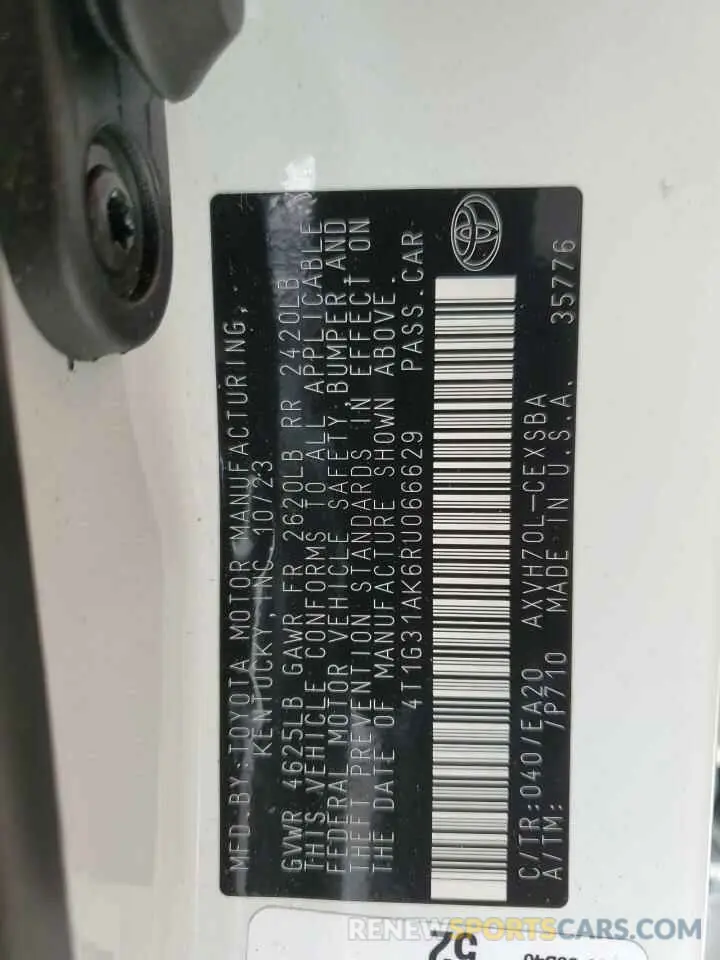 MFD.BY:TOYOTA MOTOR MANUFACTURING,
KENTUCKY, INC 10/23
GVWR 4625LB GAWR FR 2620LB RR 2420LB
THIS VEHICLE CONFORMS TO ALL APPLICABLE
FEDERAL MOTOR VEHICLE SAFETY, BUMPER, AND
THEFT PREVENTION STANDARDS IN EFFECT ON
THE DATE OF MANUFACTURE SHOWN ABOVE.
4T1G31AK6RU066629 PASS. CAR
C/TR:040/EA20 AXVH70L-CEXSBA
A/TM: /P710 MADE IN U.S.A. 35776
52
RENEWSPORTSCARS.COM